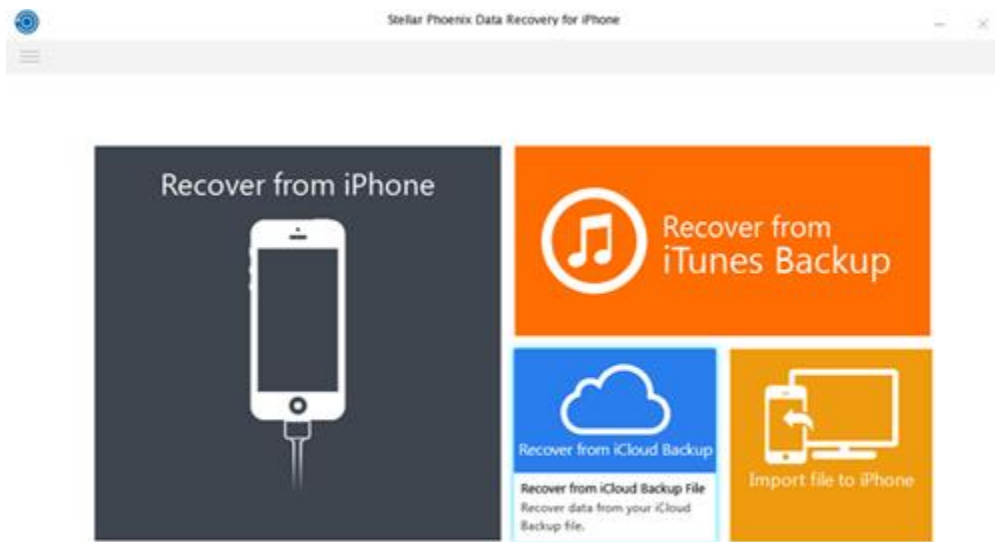 Stellar Phoenix Data Recovery for iPhone
Recover from iPhone
Recover from
iTunes Backup
Recover from iCloud Backup
Recover from iCloud Backup File
Recover data from your iCloud
Backup file.
Import file to iPhone